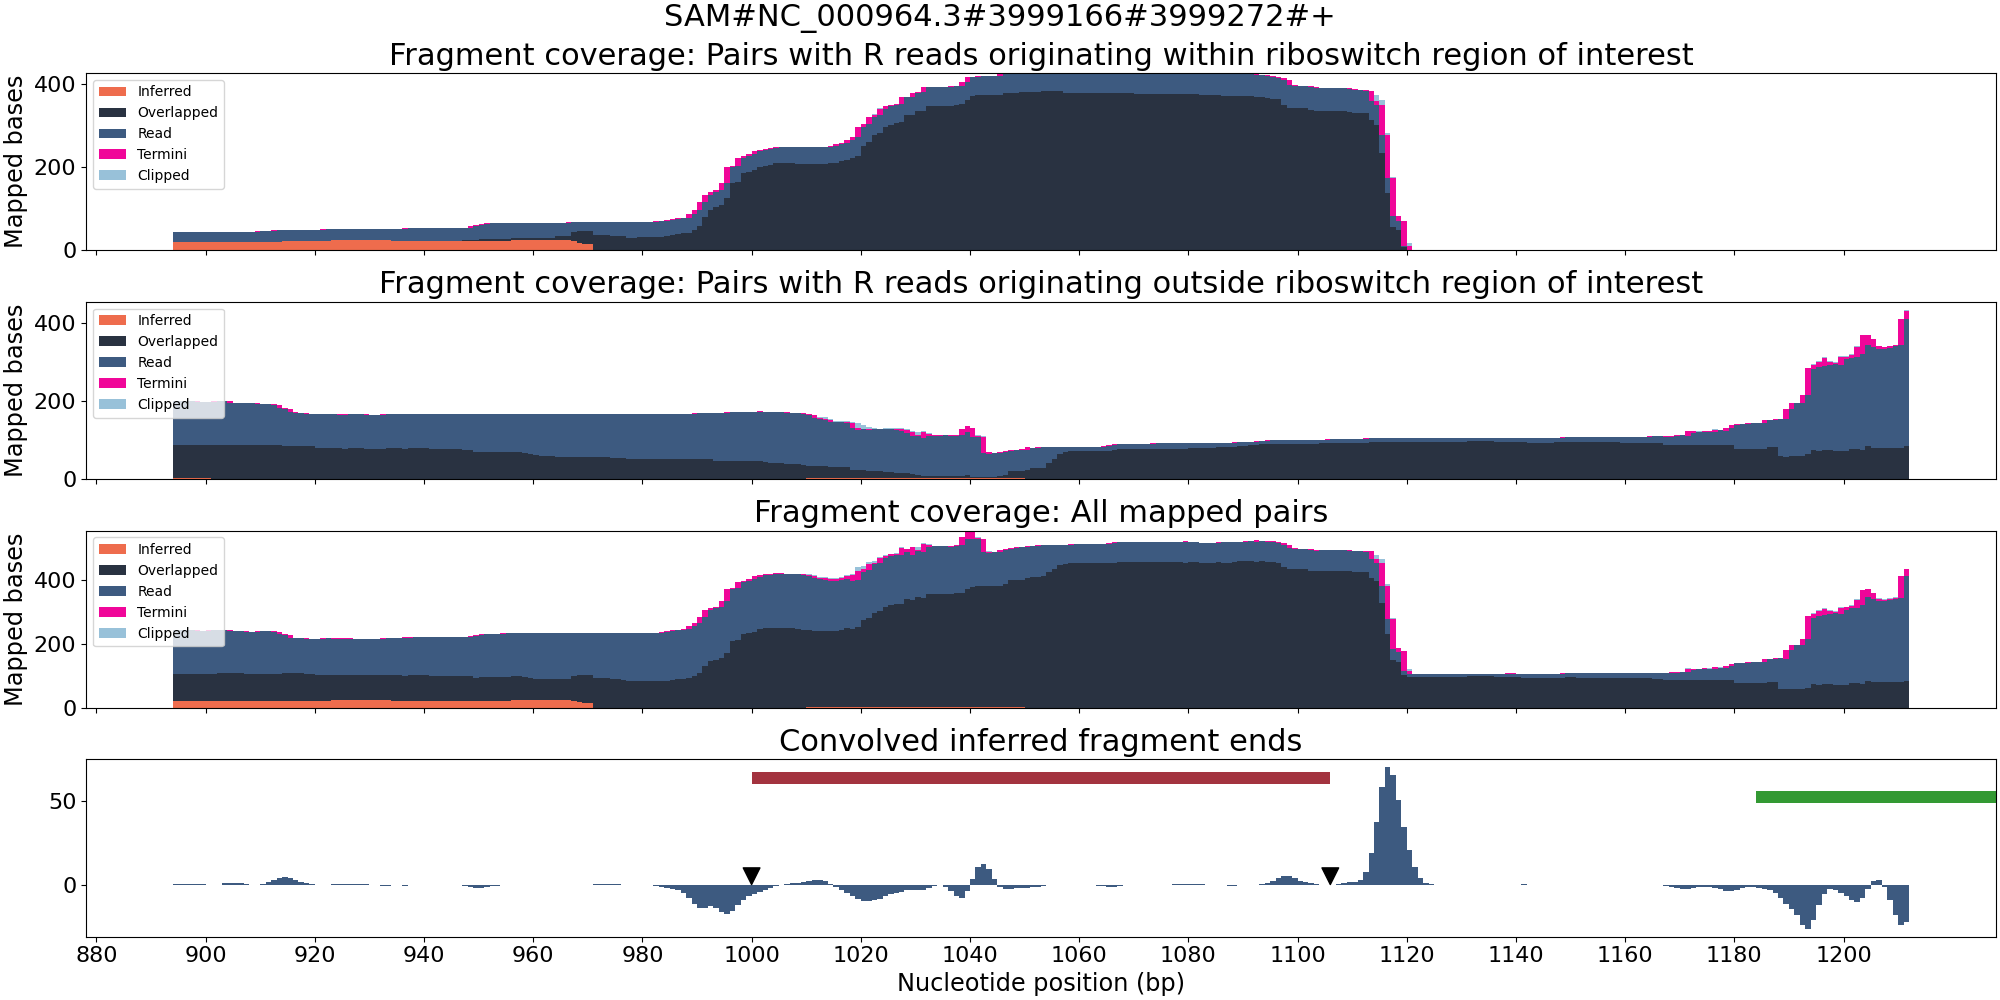 SAM#NC_000964.3#3999166#3999272#+
Fragment coverage: Pairs with R reads originating within riboswitch region of interest
Mapped bases
400
200
0
Inferred
Overlapped
Read
Termini
Clipped
Fragment coverage: Pairs with R reads originating outside riboswitch region of interest
Mapped bases
400
200
0
Inferred
Overlapped
Read
Termini
Clipped
Fragment coverage: All mapped pairs
Mapped bases
400
200
0
Inferred
Overlapped
Read
Termini
Clipped
Convolved inferred fragment ends
50
0
880 900 920 940 960 980 1000 1020 1040 1060 1080 1100 1120 1140 1160 1180 1200
Nucleotide position (bp)